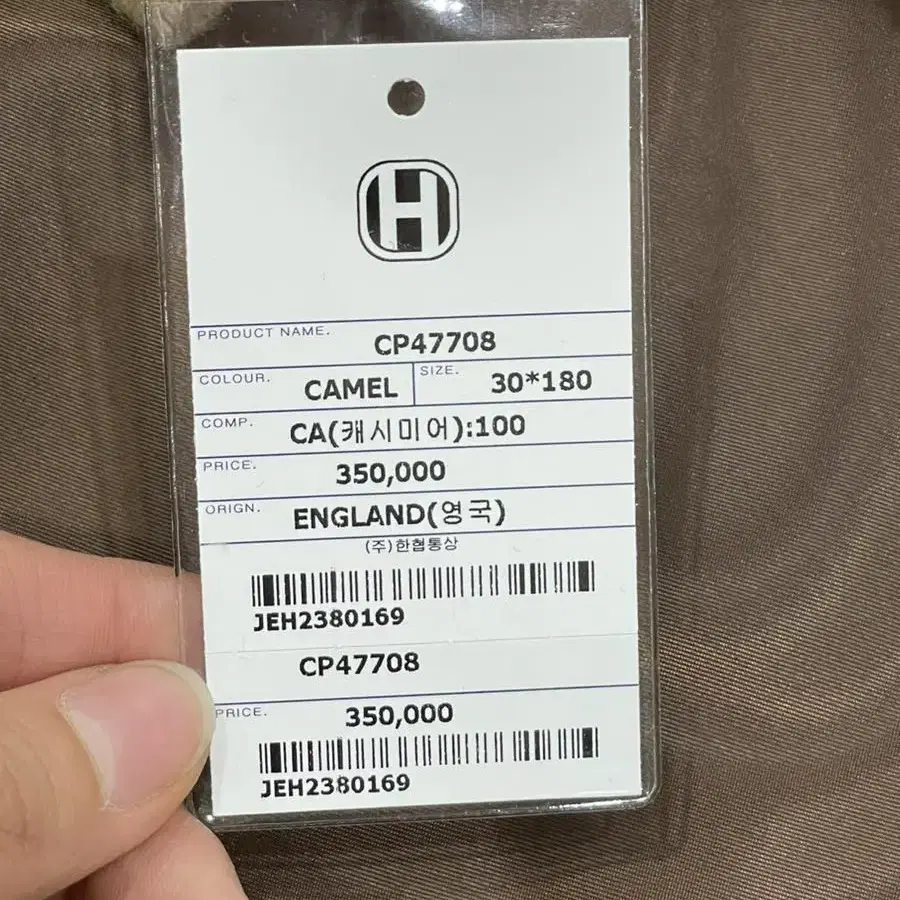 H
PRODUCT NAME. CP47708
COLOUR. CAMEL SIZE. 30*180
COMP. CA(캐시미어):100
PRICE. 350,000
ORIGN. ENGLAND(영국)
(주)한협통상
JEH2380169
CP47708
PRICE. 350,000
JEH2380169